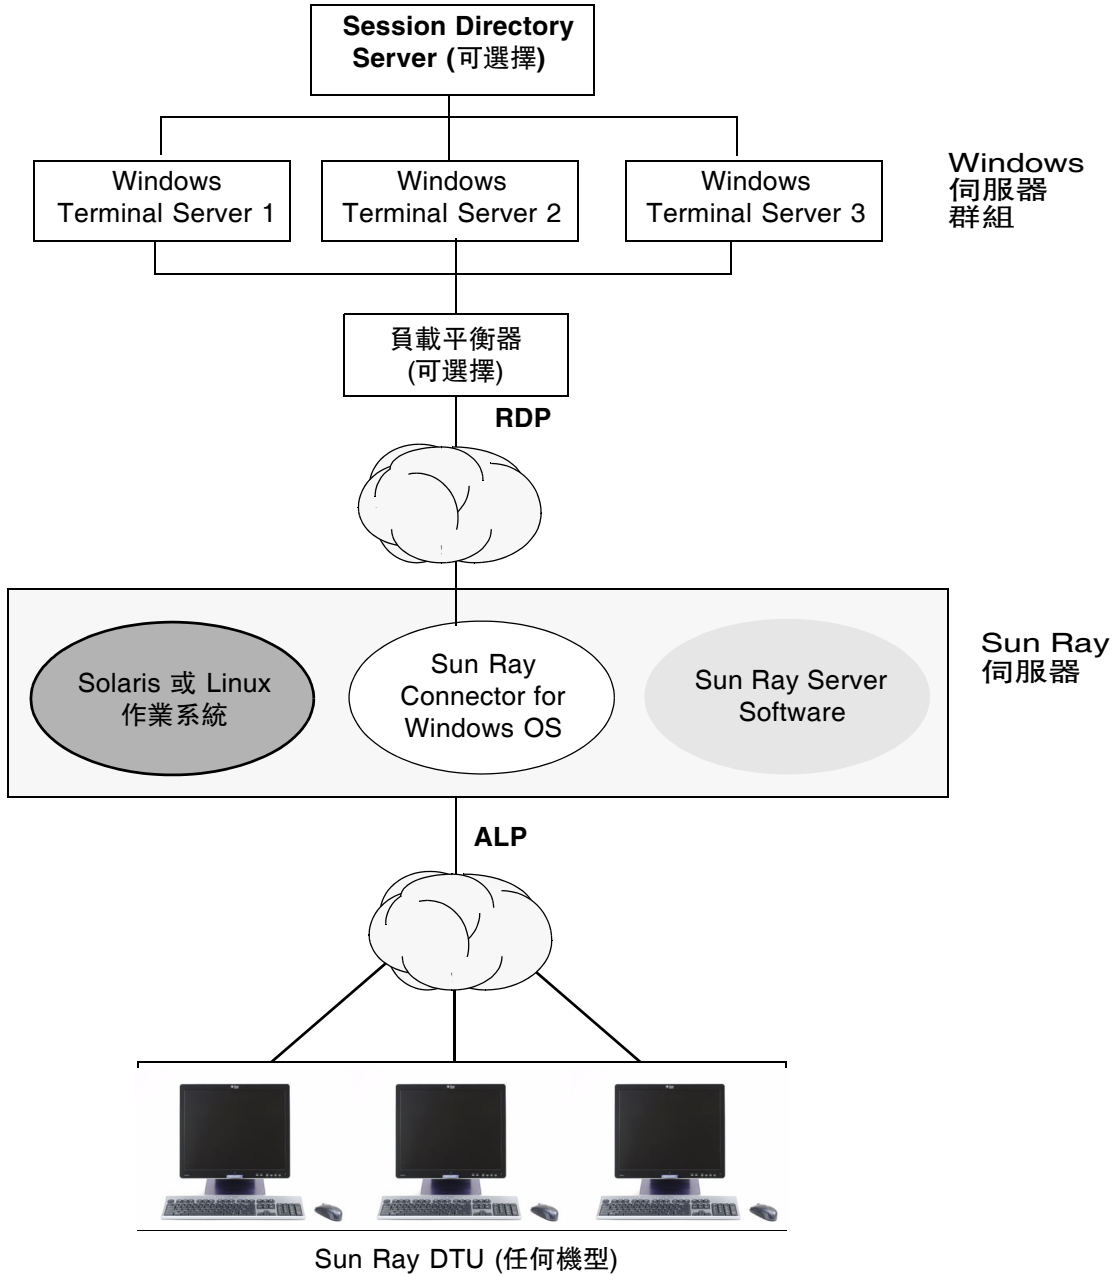 Session Directory
Server (可選擇)
Windows
Terminal Server 1
Windows
Terminal Server 2
Windows
Terminal Server 3
Windows
伺服器
群組
負載平衡器
(可選擇)
RDP
Solaris 或 Linux
作業系統
Sun Ray
Connector for
Windows OS
Sun Ray Server
Software
Sun Ray
伺服器
ALP
Sun Ray DTU (任何機型)